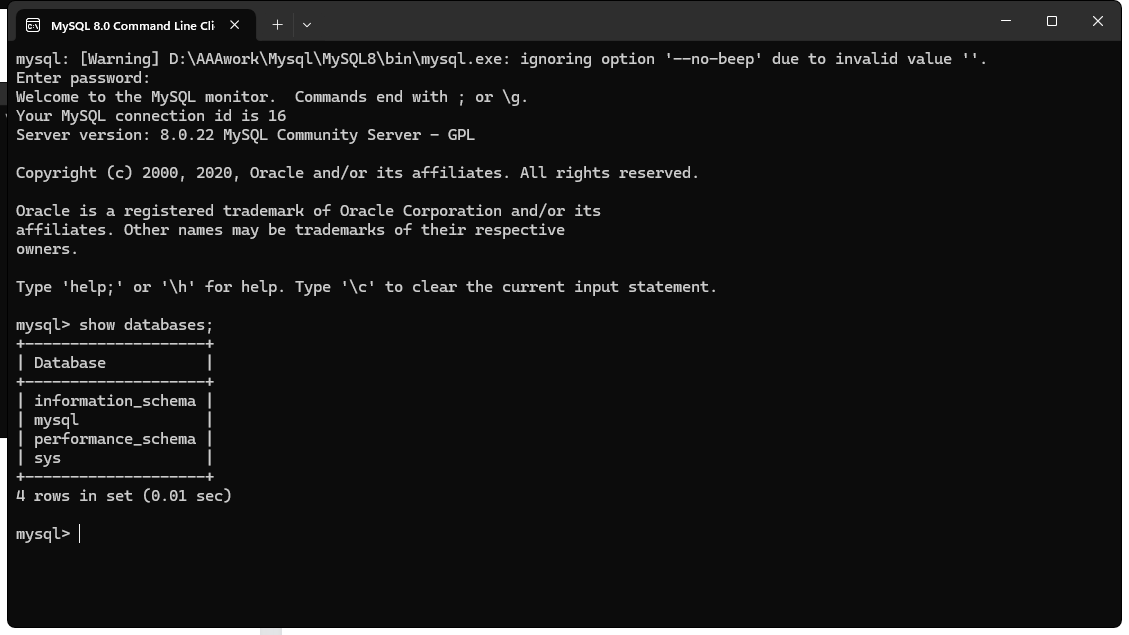 MySQL 8.0 Command Line Cli
mysql: [Warning] D:\AAAwork\Mysql\MySQL8\bin\mysql.exe: ignoring option '--no-beep' due to invalid value ''.
Enter password:
Welcome to the MySQL monitor.  Commands end with ; or \g.
Your MySQL connection id is 16
Server version: 8.0.22 MySQL Community Server - GPL
Copyright (c) 2000, 2020, Oracle and/or its affiliates. All rights reserved.
Oracle is a registered trademark of Oracle Corporation and/or its
affiliates. Other names may be trademarks of their respective
owners.
Type 'help;' or '\h' for help. Type '\c' to clear the current input statement.
mysql> show databases;
+--------------------+
| Database           |
+--------------------+
| information_schema |
| mysql              |
| performance_schema |
| sys                |
+--------------------+
4 rows in set (0.01 sec)
mysql>